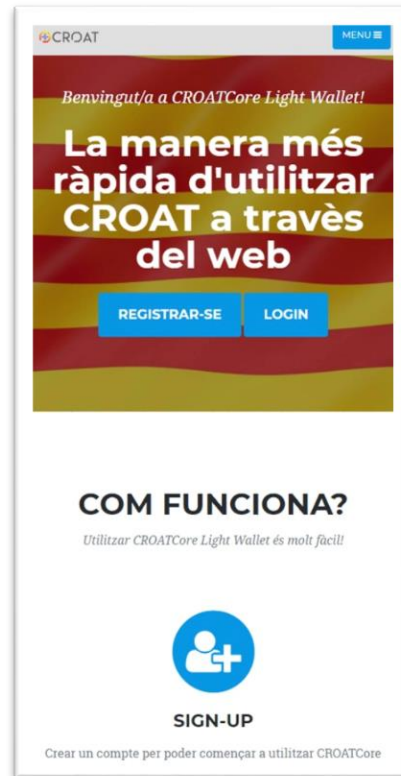 CROAT
MENU
Benvingut/a a CROATCore Light Wallet!
La manera més
ràpida d'utilitzar
CROAT a travès
del web
REGISTRAR-SE LOGIN
COM FUNCIONA?
Utilitzar CROATCore Light Wallet és molt fàcil!
SIGN-UP
Crear un compte per poder començar a utilitzar CROATCore